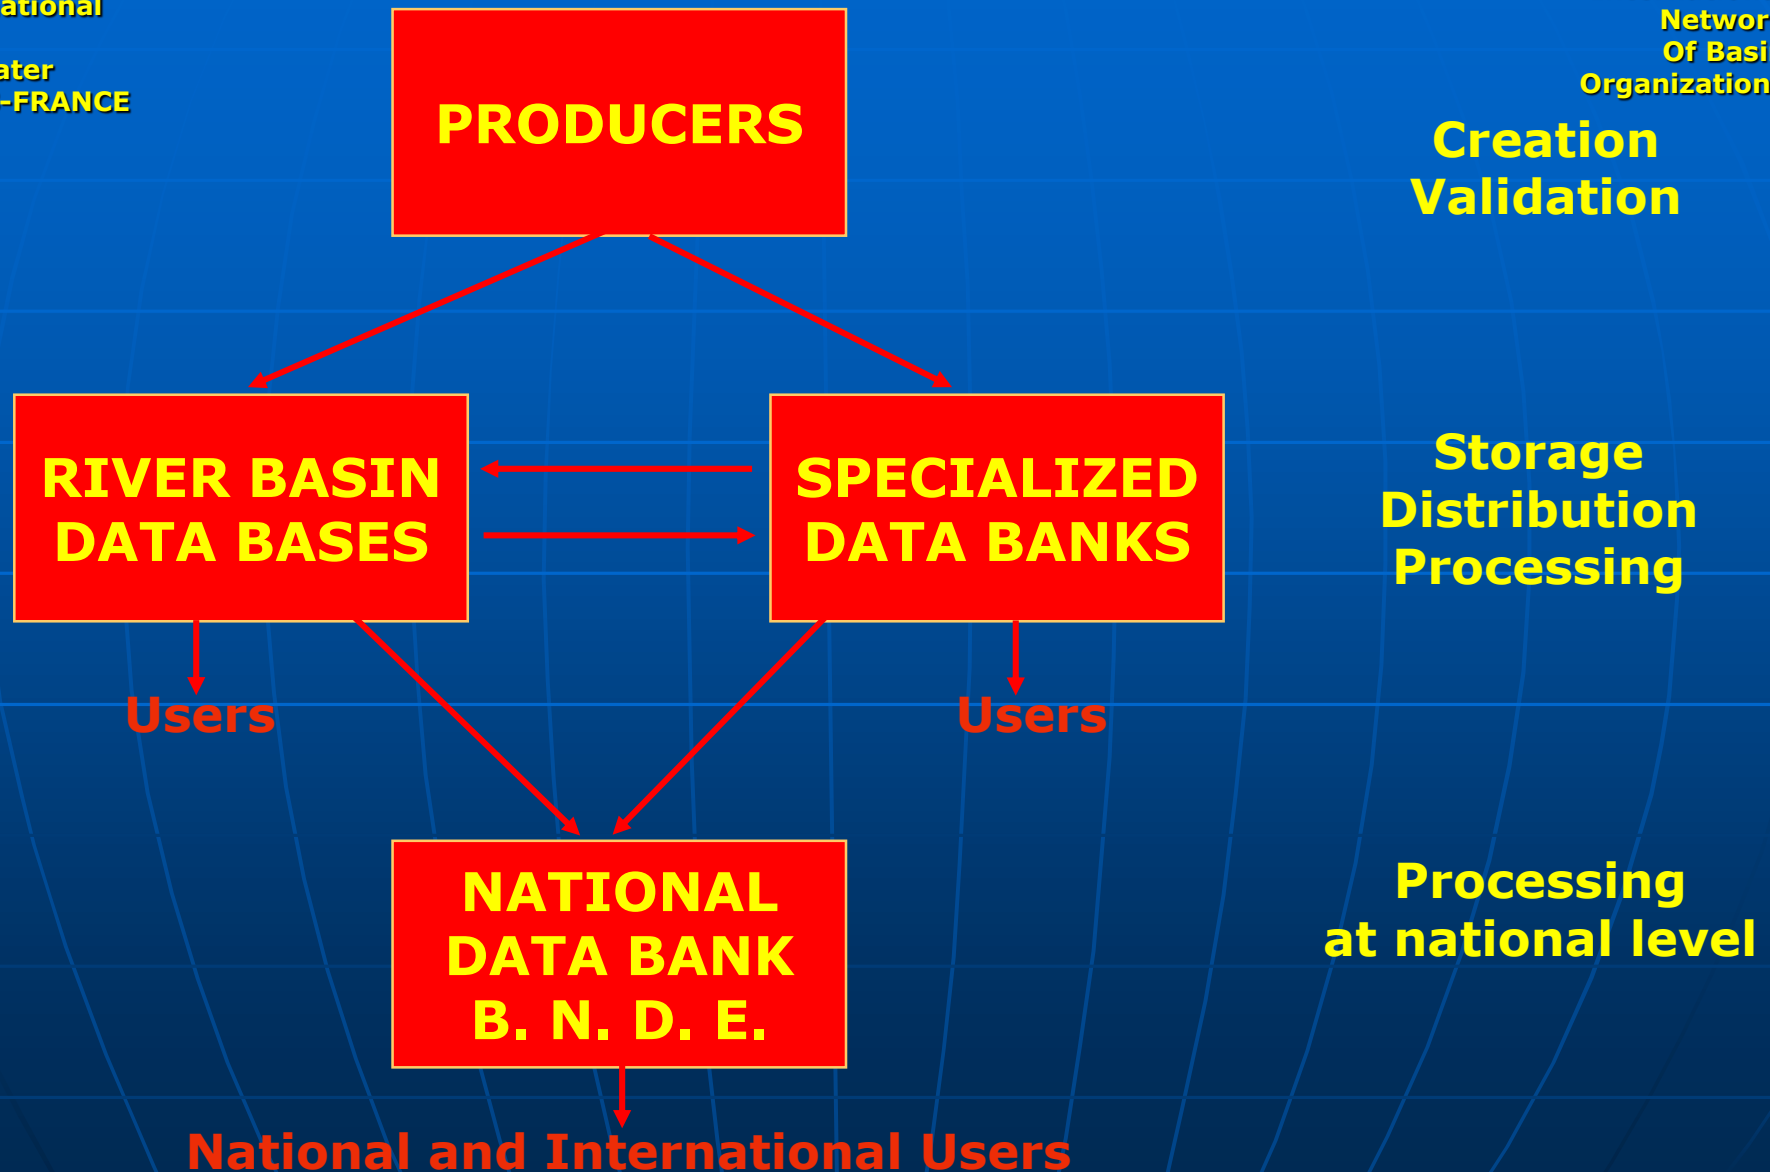 ational
ater
-FRANCE
Networ
Of Basi
Organization
PRODUCERS
Creation
Validation
RIVER BASIN
DATA BASES
SPECIALIZED
DATA BANKS
Storage
Distribution
Processing
Users
Users
NATIONAL
DATA BANK
B. N. D. E.
Processing
at national level
National and International Users